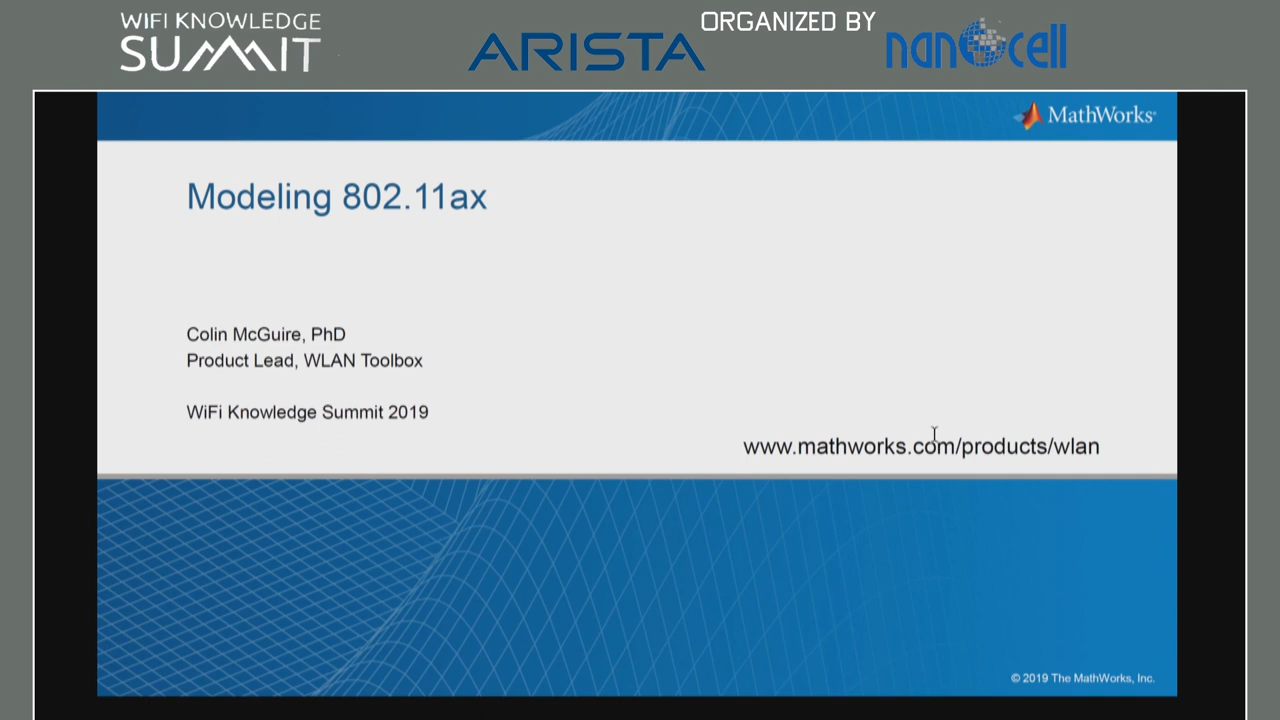 WIFI KNOWLEDGE
SUMMIT
ARISTA
ORGANIZED BY
nanocell
MathWorks®
Modeling 802.11ax
Colin McGuire, PhD
Product Lead, WLAN Toolbox
WiFi Knowledge Summit 2019
www.mathworks.com/products/wlan
© 2019 The MathWorks, Inc.